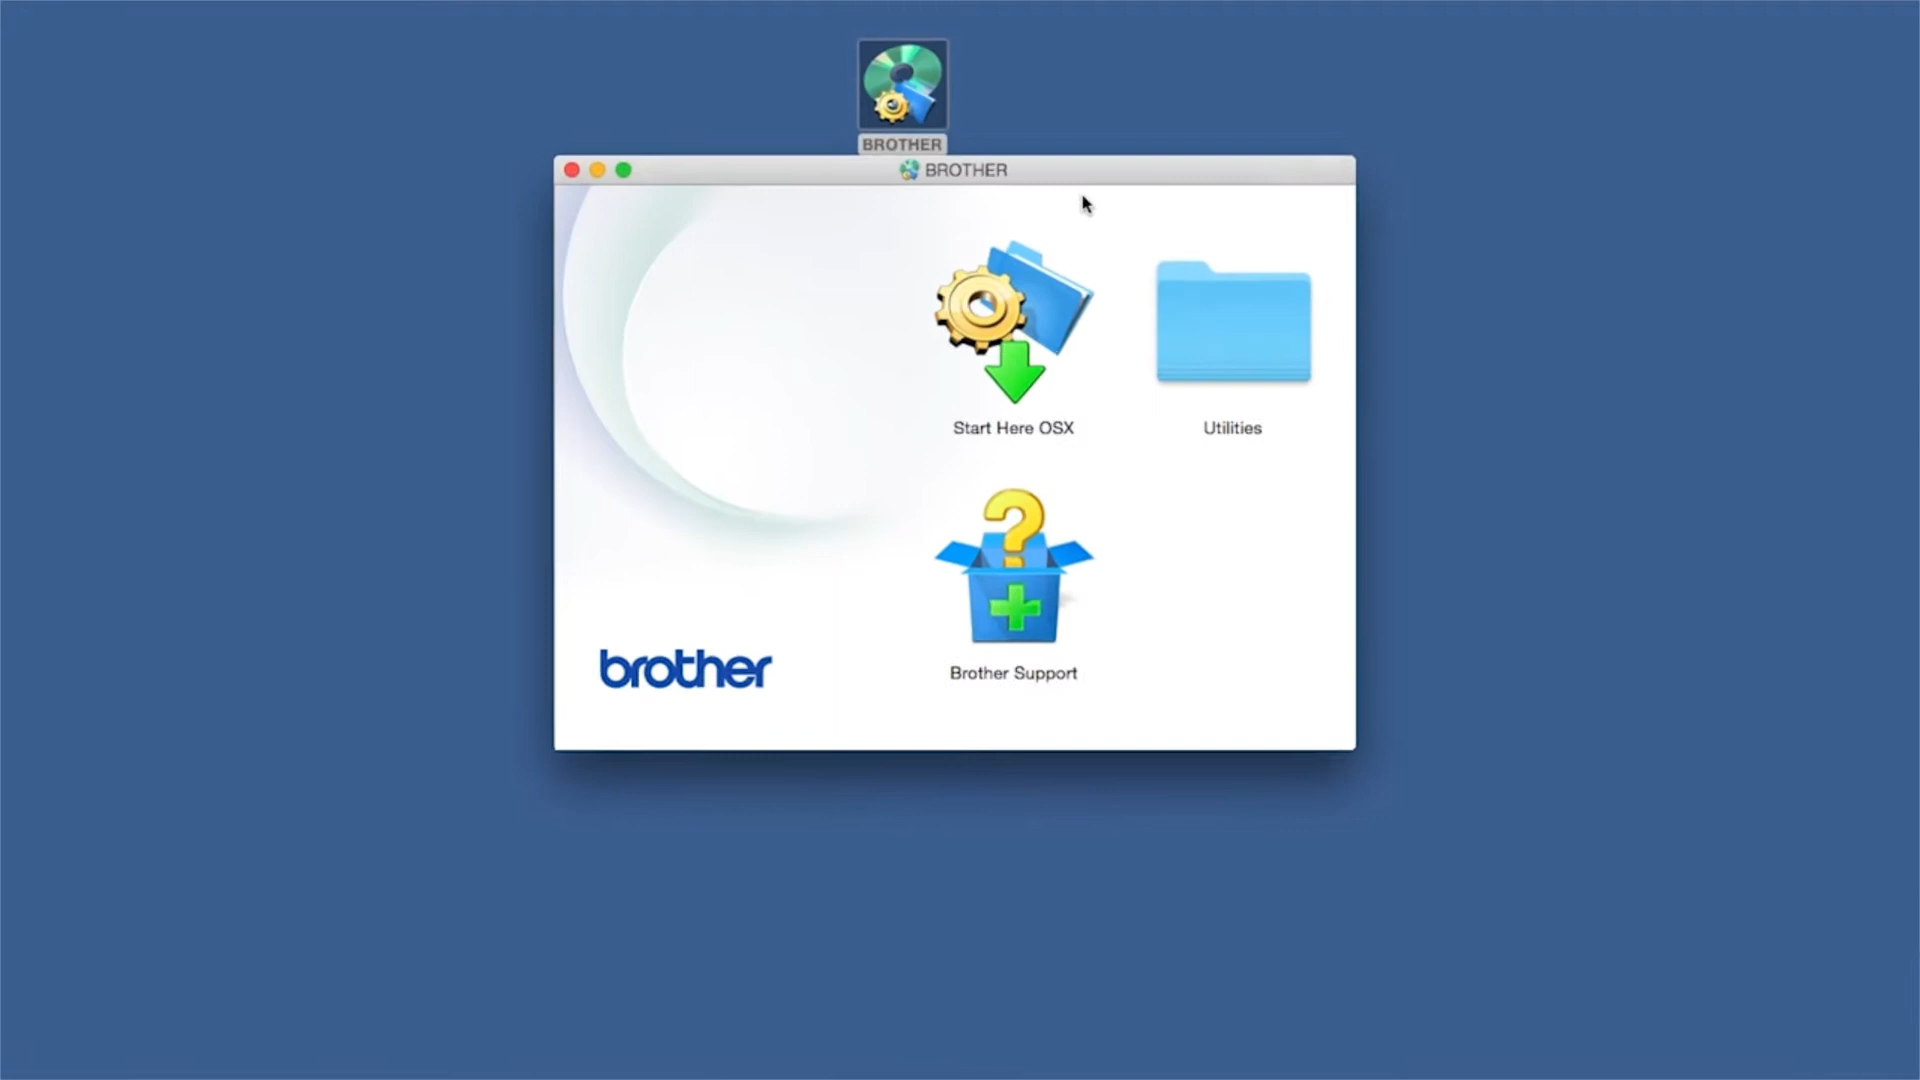 BROTHER
BROTHER
Start Here OSX
Utilities
Brother Support
brother